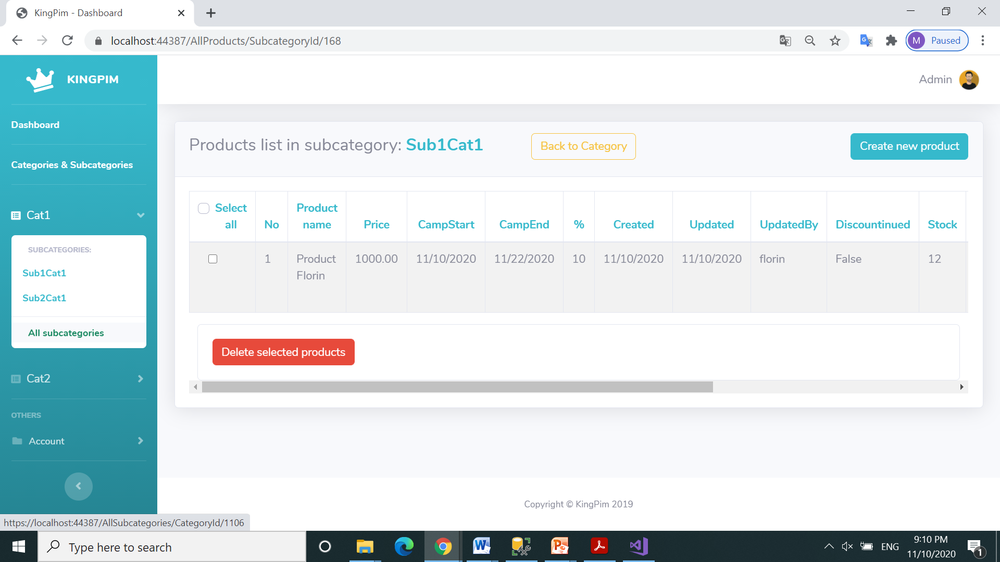 KingPim - Dashboard
localhost:44387/AllProducts/SubcategoryId/168
M Paused
KINGPIM
Admin
Dashboard
Categories & Subcategories
Cat1
SUBCATEGORIES:
Sub1Cat1
Sub2Cat1
All subcategories
Cat2
OTHERS
Account
Products list in subcategory: Sub1Cat1
Back to Category
Create new product
Select all
No
Product name
Price
CampStart
CampEnd
%
Created
Updated
UpdatedBy
Discountinued
Stock
1
Product Florin
1000.00
11/10/2020
11/22/2020
10
11/10/2020
11/10/2020
florin
False
12
Delete selected products
Copyright © KingPim 2019
https://localhost:44387/AllSubcategories/CategoryId/1106
Type here to search
ENG
9:10 PM
11/10/2020
1